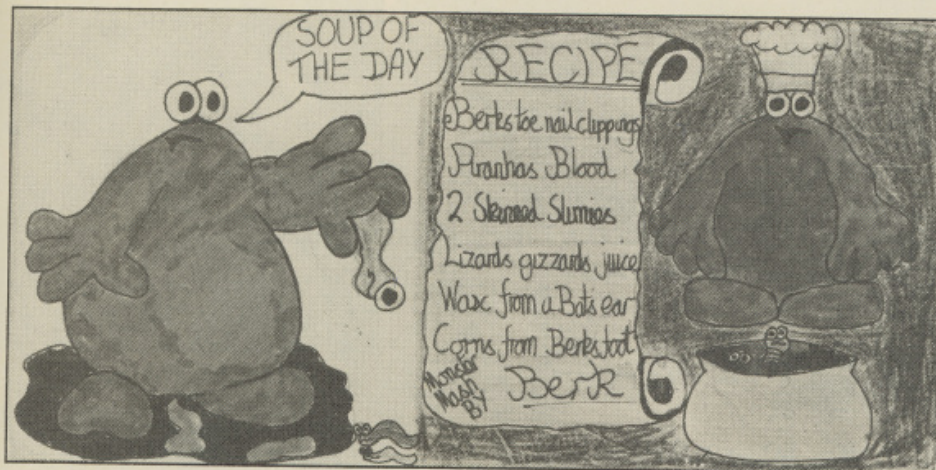 SOUP OF
THE DAY
RECIPE
Berks toe nail clippings
Piranhas Blood
2 Skinned Slumies
Lizards gizzards juice
Wax from a Bats ear
Corns from Berks foot
Monster
Mash
By
Berk